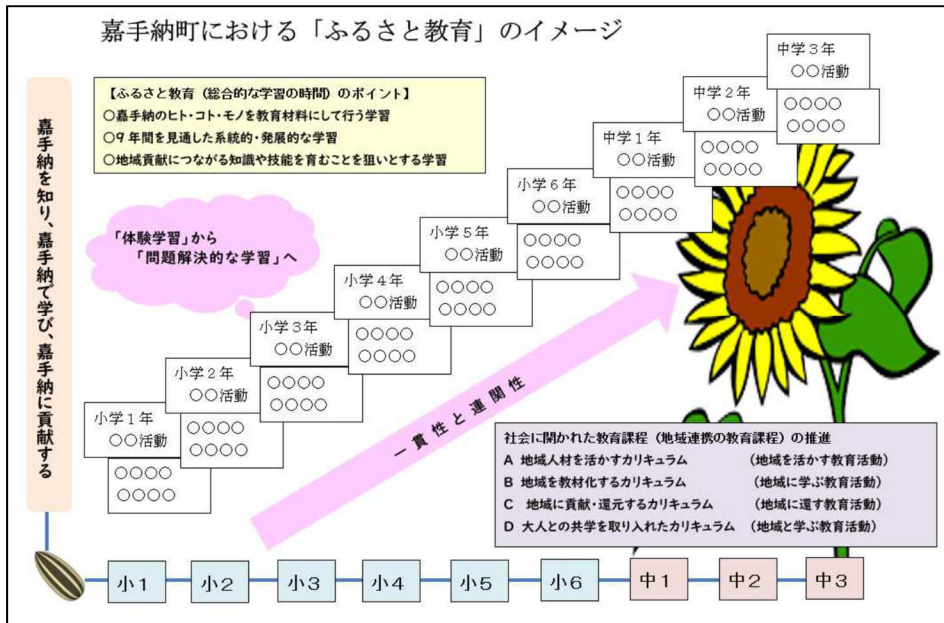 嘉手納町における「ふるさと教育」のイメージ
嘉手納を知り、嘉手納で学び、嘉手納に貢献する
【ふるさと教育（総合的な学習の時間）のポイント】
○嘉手納のヒト・コト・モノを教育材料にして行う学習
○9年間を見通した系統的・発展的な学習
○地域貢献につながる知識や技能を育むことを狙いとする学習
「体験学習」から
「問題解決的な学習」へ
小学1年
○○活動
○○○○
○○○○
小学2年
○○活動
○○○○
○○○○
小学3年
○○活動
○○○○
○○○○
小学4年
○○活動
○○○○
○○○○
小学5年
○○活動
○○○○
○○○○
小学6年
○○活動
○○○○
○○○○
中学1年
○○活動
○○○○
○○○○
中学2年
○○活動
○○○○
○○○○
中学3年
○○活動
○○○○
○○○○
一貫性と連関性
社会に開かれた教育課程（地域連携の教育課程）の推進
A 地域人材を活かすカリキュラム （地域を活かす教育活動）
B 地域を教材化するカリキュラム （地域に学ぶ教育活動）
C 地域に貢献・還元するカリキュラム （地域に還す教育活動）
D 大人との共学を取り入れたカリキュラム （地域と学ぶ教育活動）
小1 小2 小3 小4 小5 小6 中1 中2 中3